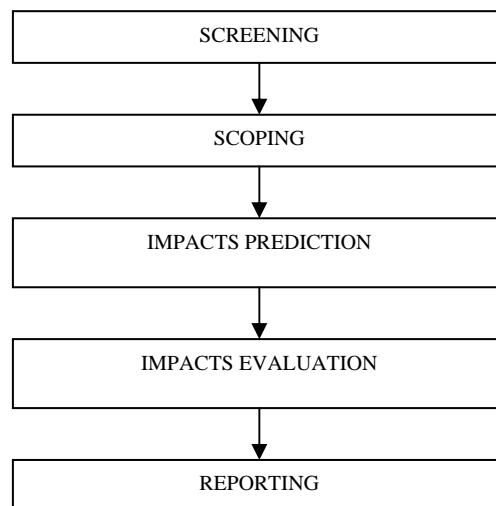 SCREENING
SCOPING
IMPACTS PREDICTION
IMPACTS EVALUATION
REPORTING